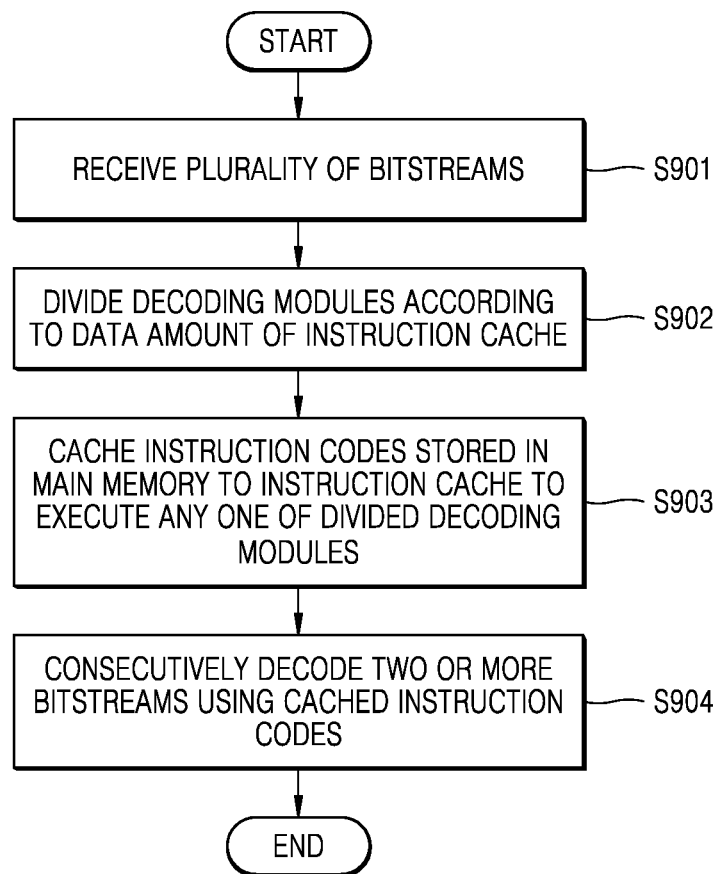 START
RECEIVE PLURALITY OF BITSTREAMS
S901
DIVIDE DECODING MODULES ACCORDING
TO DATA AMOUNT OF INSTRUCTION CACHE
S902
CACHE INSTRUCTION CODES STORED IN
MAIN MEMORY TO INSTRUCTION CACHE TO
EXECUTE ANY ONE OF DIVIDED DECODING
MODULES
S903
CONSECUTIVELY DECODE TWO OR MORE
BITSTREAMS USING CACHED INSTRUCTION
CODES
S904
END